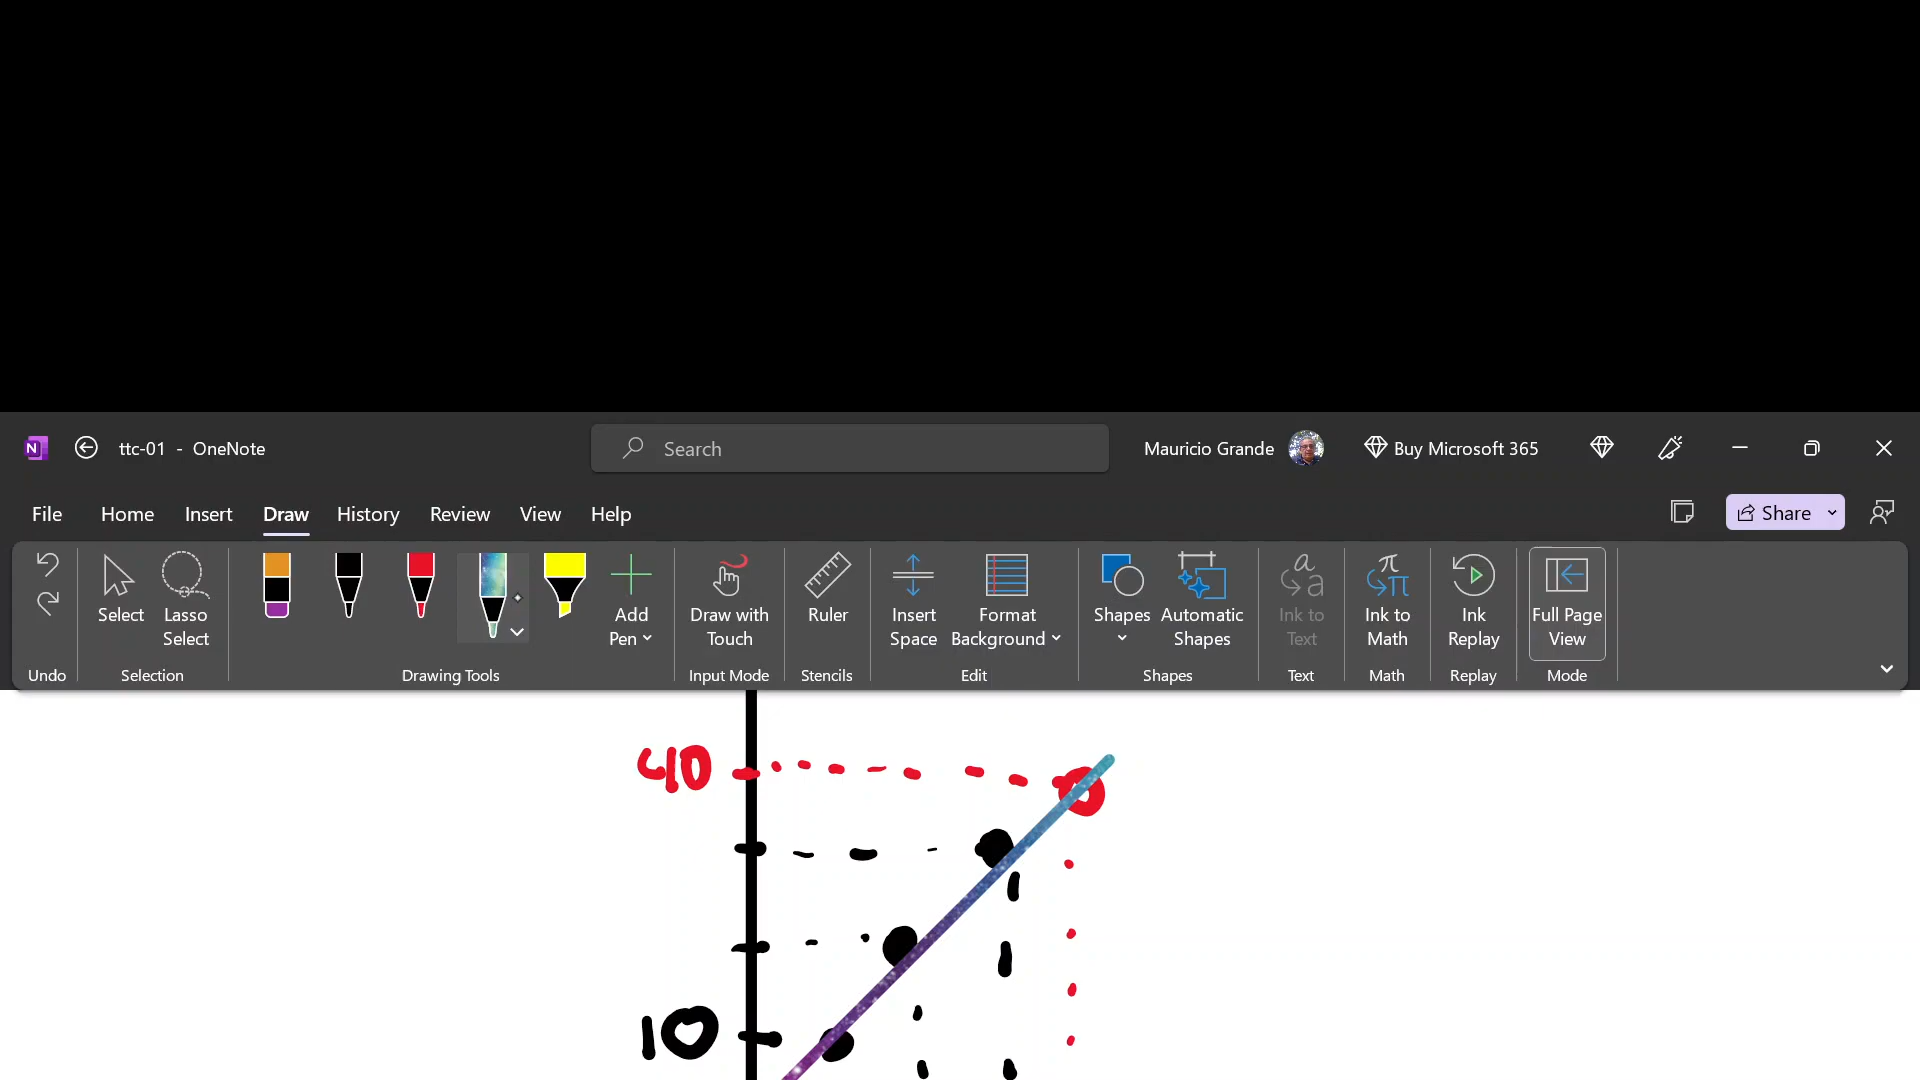 ttc-01 - OneNote
Search
Mauricio Grande
Buy Microsoft 365
File Home Insert Draw History Review View Help
Share
Select
Lasso Select
Add Pen
Draw with Touch
Ruler
Insert Space
Format Background
Shapes
Automatic Shapes
Ink to Text
Ink to Math
Ink Replay
Full Page View
Undo Selection Drawing Tools Input Mode Stencils Edit Shapes Text Math Replay Mode
40
10